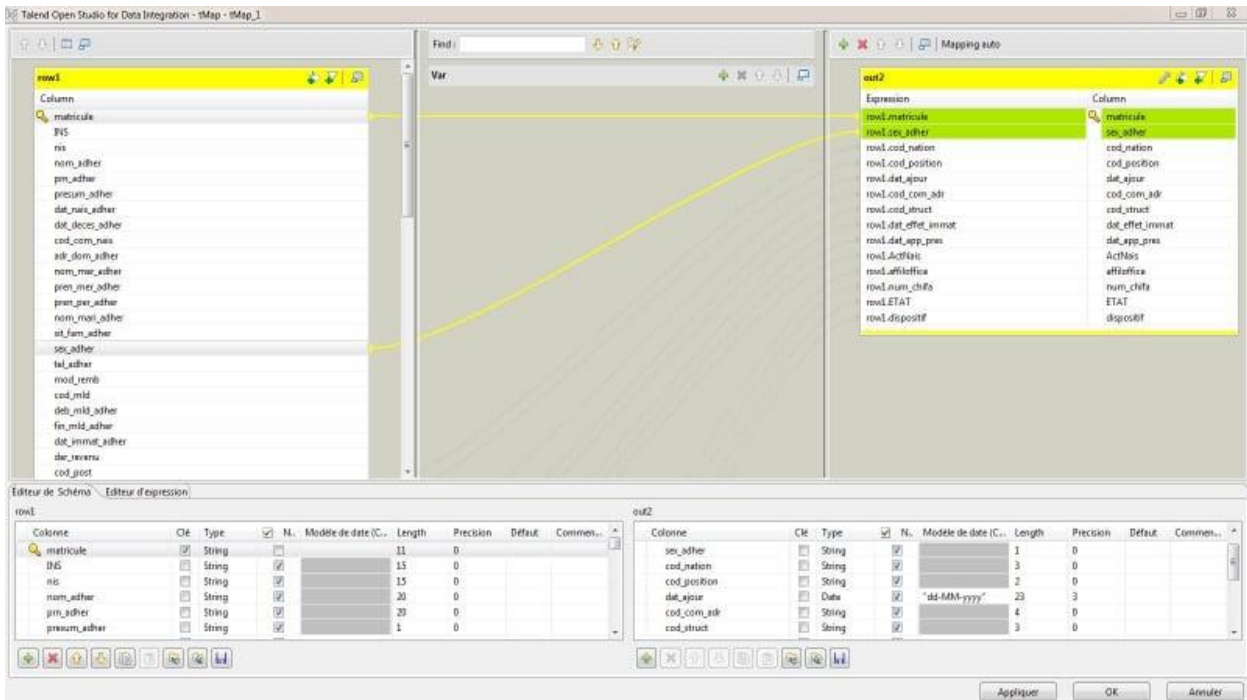 Talend Open Studio for Data Integration - tMap - tMap_1
Find :
Mapping auto
row1
Column
matricule
INS
nis
nom_adher
prn_adher
presum_adher
dat_nais_adher
dat_deces_adher
cod_com_nais
adr_dom_adher
nom_mer_adher
pren_mer_adher
pren_per_adher
nom_mari_adher
sit_fam_adher
sex_adher
tel_adher
mod_remb
cod_mld
deb_mld_adher
fin_mld_adher
dat_immat_adher
der_revenu
cod_post
Var
out2
Expression Column
row1.matricule matricule
row1.sex_adher sex_adher
row1.cod_nation cod_nation
row1.cod_position cod_position
row1.dat_ajour dat_ajour
row1.cod_com_adr cod_com_adr
row1.cod_struct cod_struct
row1.dat_effet_immat dat_effet_immat
row1.dat_app_pres dat_app_pres
row1.ActNais ActNais
row1.affiloffice affiloffice
row1.num_chifa num_chifa
row1.ETAT ETAT
row1.dispositif dispositif
Éditeur de Schéma Editeur d'expression
row1
Colonne Clé Type N.. Modèle de date (C... Length Precision Défaut Commen...
matricule String 11 0
INS String 15 0
nis String 15 0
nom_adher String 20 0
prn_adher String 20 0
presum_adher String 1 0
out2
Colonne Clé Type N.. Modèle de date (C... Length Precision Défaut Commen...
sex_adher String 1 0
cod_nation String 3 0
cod_position String 2 0
dat_ajour Date "dd-MM-yyyy" 23 3
cod_com_adr String 4 0
cod_struct String 3 0
Appliquer OK Annuler